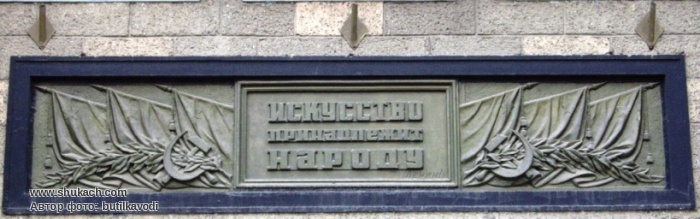 ИСКУССТВО
ПРИНАДЛЕЖИТ
НАРОДУ
www.shukach.com
Автор фото: butilkavodi